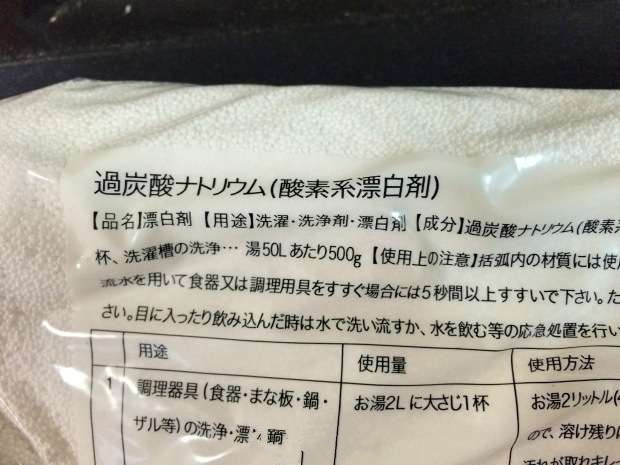 過炭酸ナトリウム(酸素系漂白剤)
【品名】漂白剤 【用途】洗濯・洗浄剤・漂白剤 【成分】過炭酸ナトリウム(酸素系
杯、洗濯槽の洗浄… 湯50Lあたり500g 【使用上の注意】括弧内の材質には使
流水を用いて食器又は調理用具をすすぐ場合には5秒間以上すすいで下さい。た
さい。目に入ったり飲み込んだ時は水で洗い流すか、水を飲む等の応急処置を行い
用途 使用量 使用方法
1 調理器具(食器・まな板・鍋・ お湯2Lに大さじ1杯 お湯2リットル(
ザル等)の洗浄・漂 ので、溶け残り
汚れが取れ